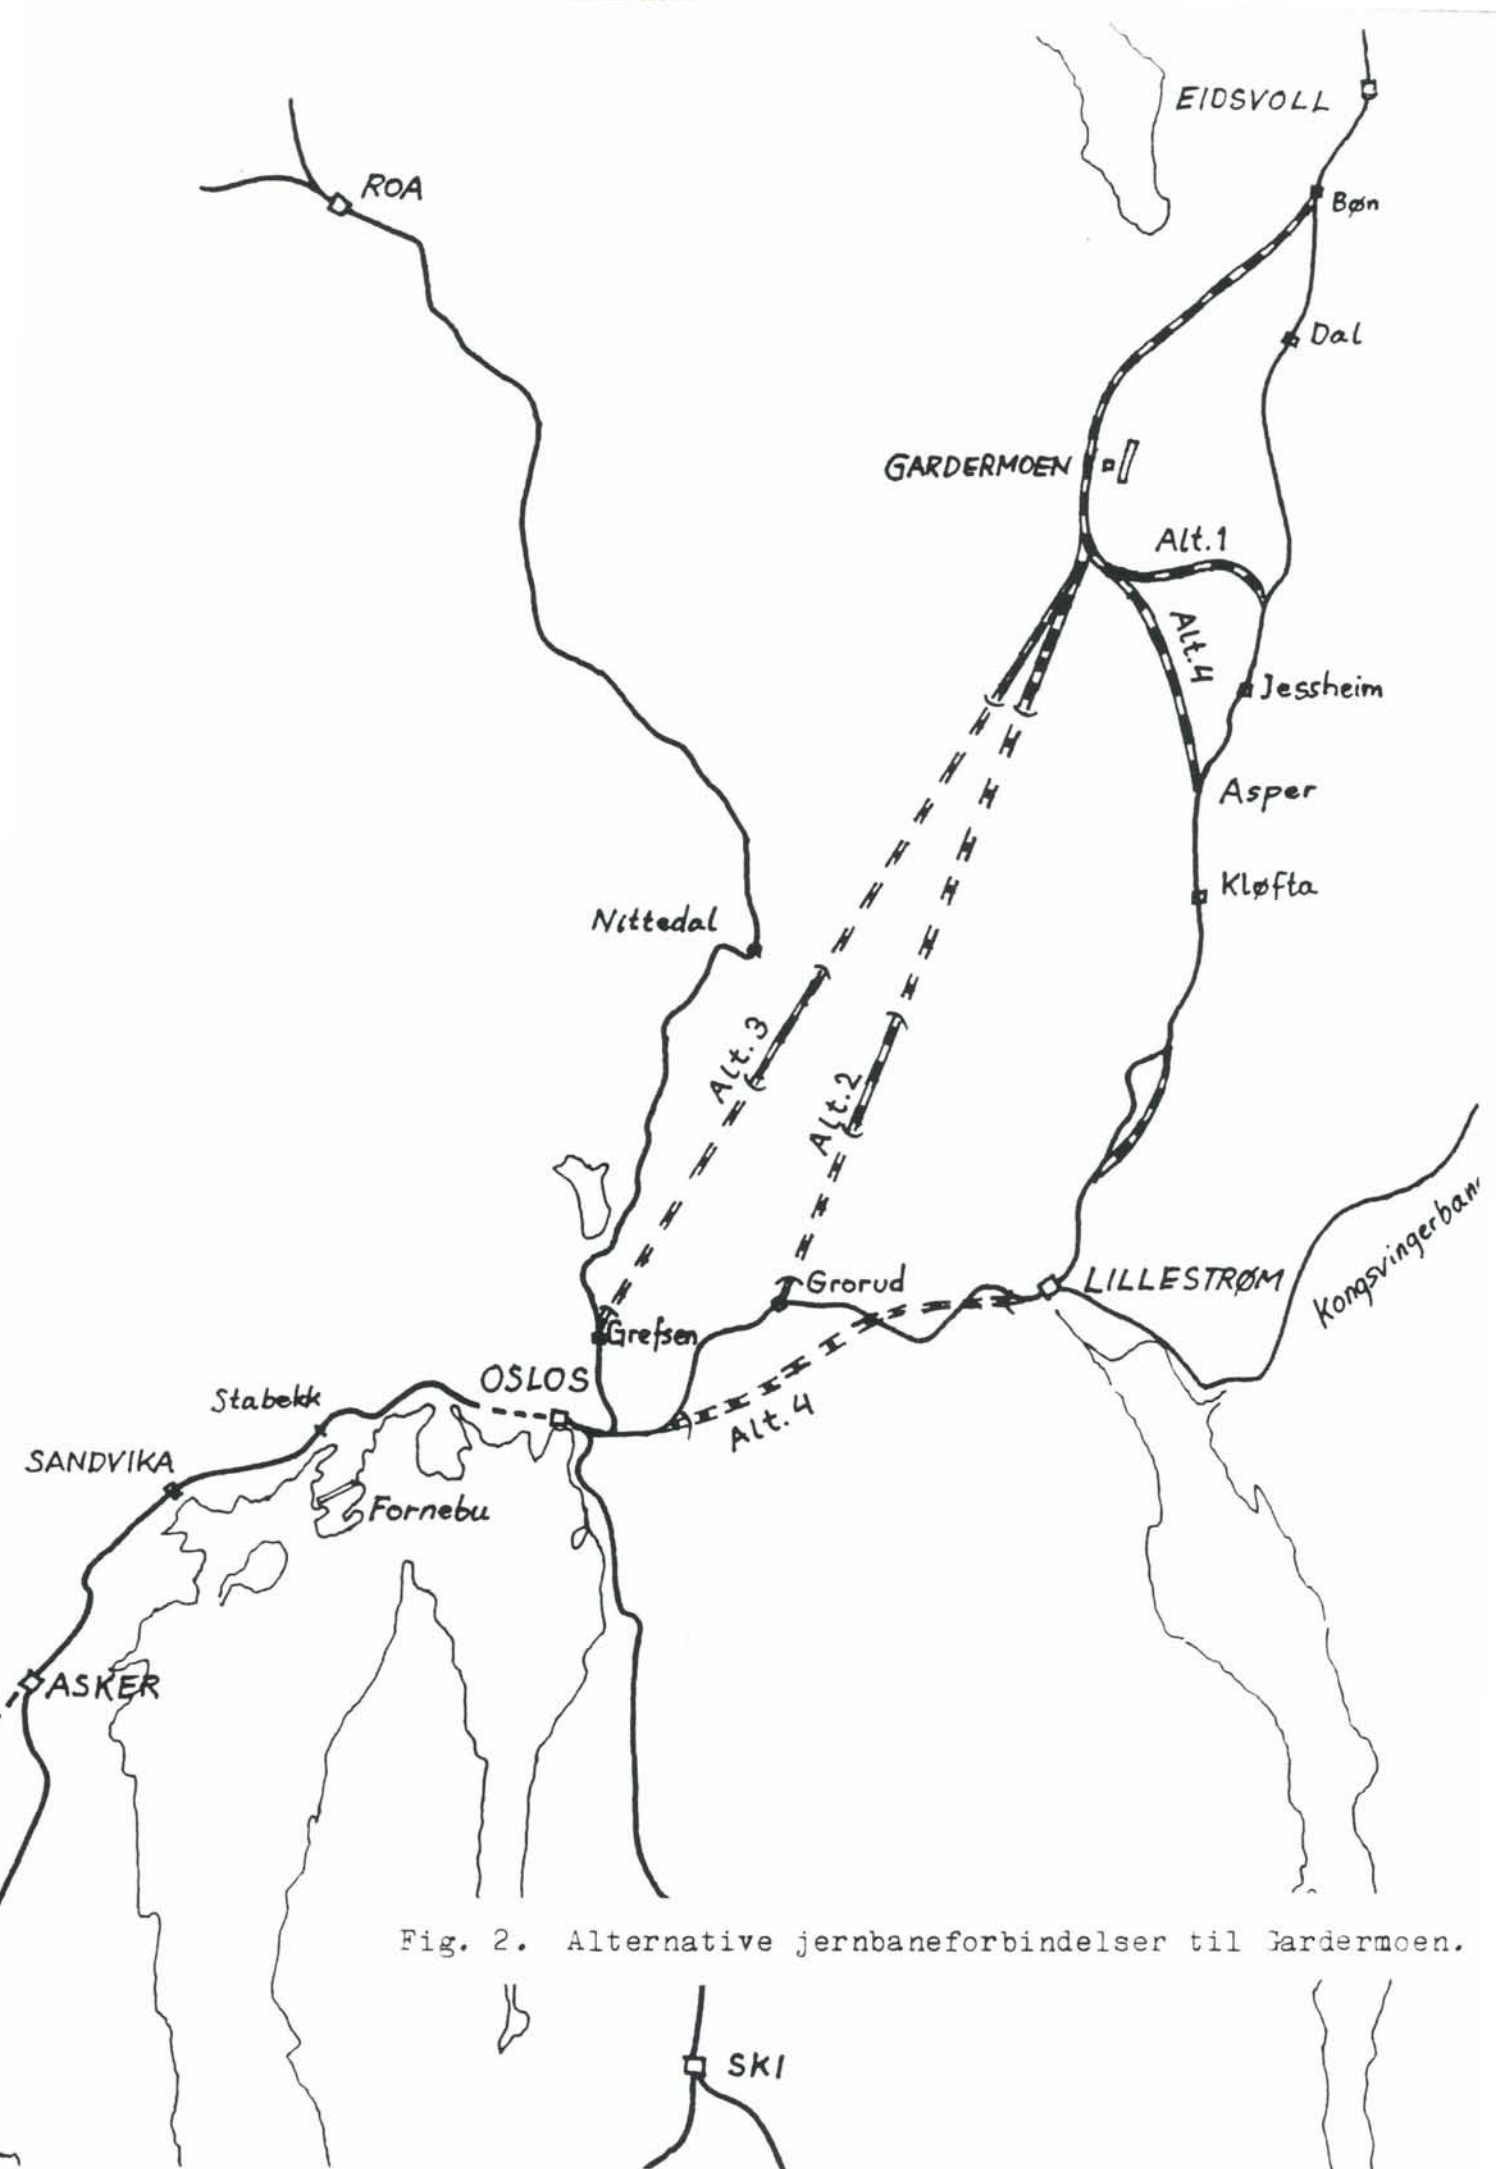 EIDSVOLL
ROA
Bøn
Dal
GARDERMOEN
Alt.1
Alt.4
Jessheim
Asper
Kløfta
Nittedal
Alt.3
Alt.2
Kongsvingerban
Grorud
LILLESTRØM
Grefsen
OSLO S
Stabekk
Alt.4
SANDVIKA
Fornebu
ASKER
Fig. 2. Alternative jernbaneforbindelser til Gardermoen.
SKI